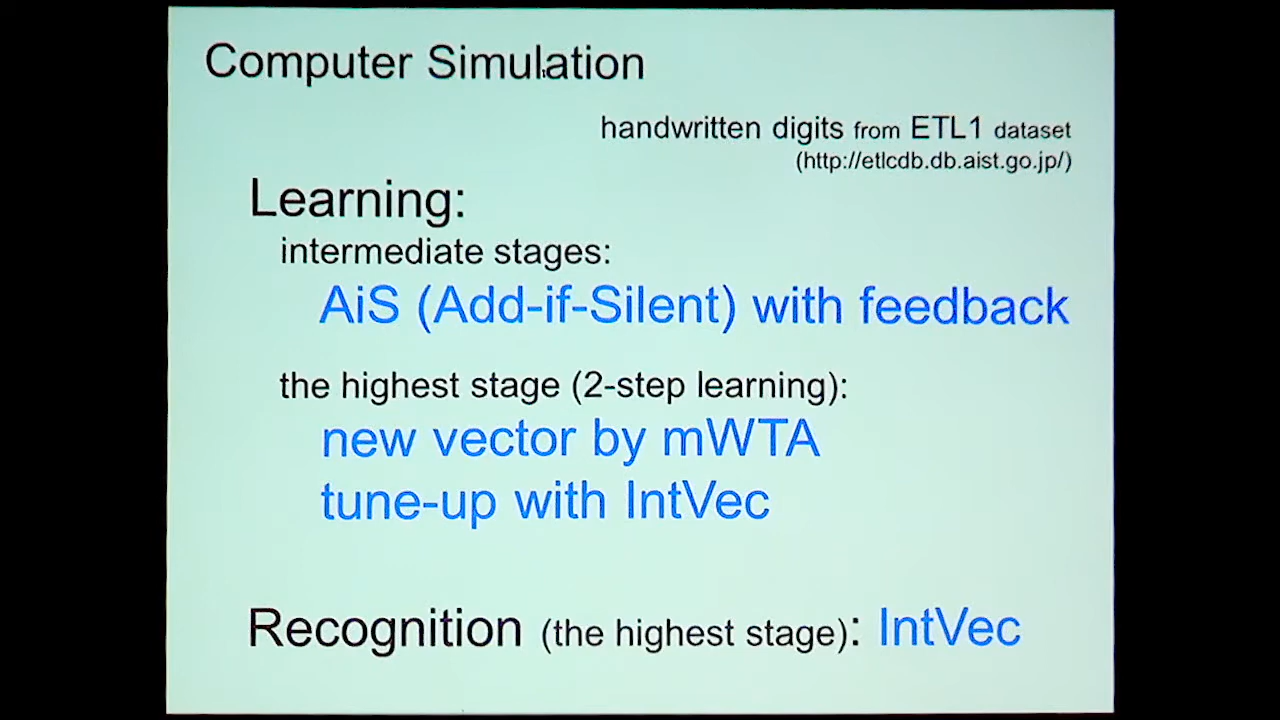 Computer Simulation
handwritten digits from ETL1 dataset
(http://etlcdb.db.aist.go.jp/)
Learning:
intermediate stages:
AiS (Add-if-Silent) with feedback
the highest stage (2-step learning):
new vector by mWTA
tune-up with IntVec
Recognition (the highest stage): IntVec